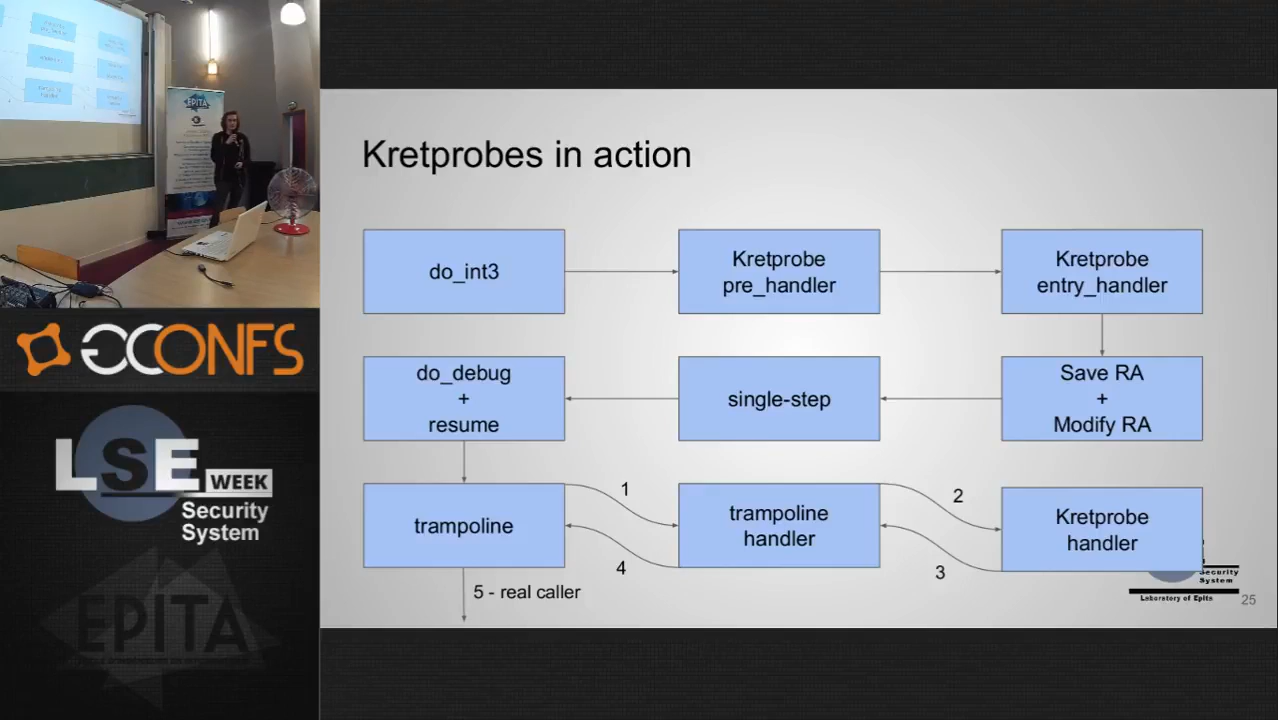 Kretprobes in action
do_int3
Kretprobe
pre_handler
Kretprobe
entry_handler
do_debug
+
resume
single-step
Save RA
+
Modify RA
trampoline
1
trampoline
handler
2
Kretprobe
handler
4
3
5 - real caller
Security
System
Laboratory of Epita
25
EPITA
CONFS
LSE WEEK
Security
System
EPITA